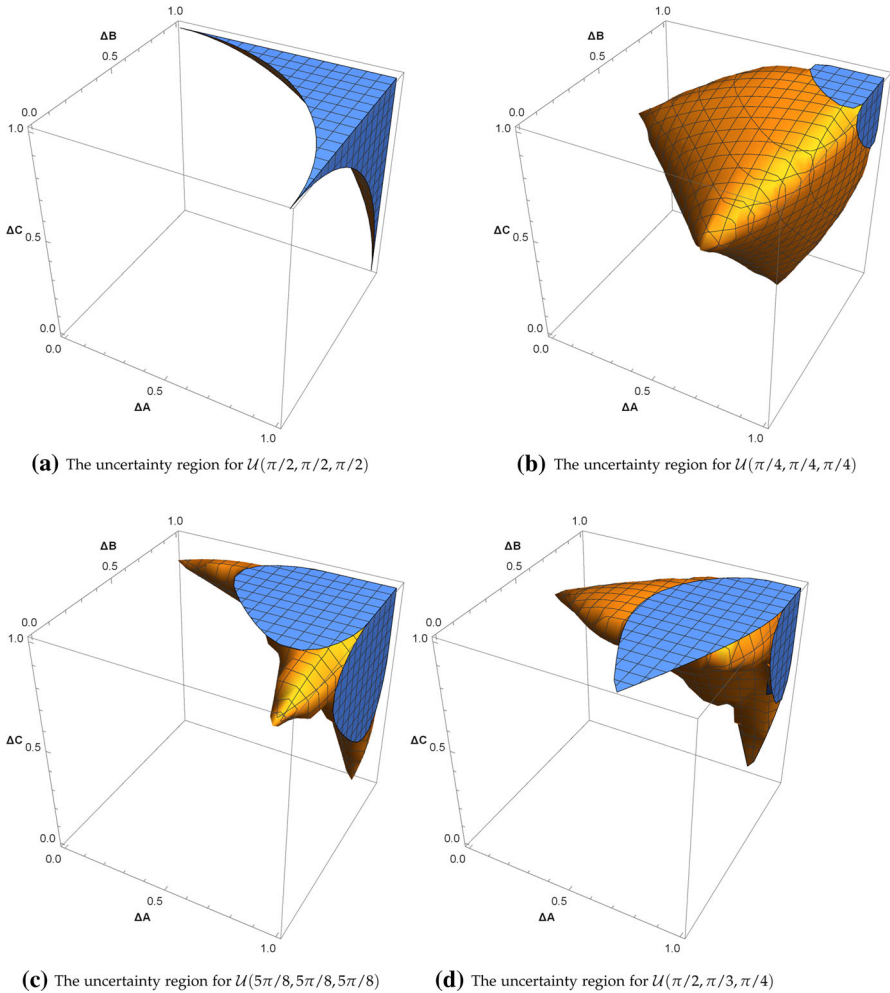 1.0
ΔB
0.5
0.0
1.0
ΔC
0.5
0.0
0.0
0.5
ΔA
1.0
(a) The uncertainty region for 𝒰(π/2, π/2, π/2)
1.0
ΔB
0.5
0.0
1.0
ΔC
0.5
0.0
0.0
0.5
ΔA
1.0
(b) The uncertainty region for 𝒰(π/4, π/4, π/4)
1.0
ΔB
0.5
0.0
1.0
ΔC
0.5
0.0
0.0
0.5
ΔA
1.0
(c) The uncertainty region for 𝒰(5π/8, 5π/8, 5π/8)
1.0
ΔB
0.5
0.0
1.0
ΔC
0.5
0.0
0.0
0.5
ΔA
1.0
(d) The uncertainty region for 𝒰(π/2, π/3, π/4)